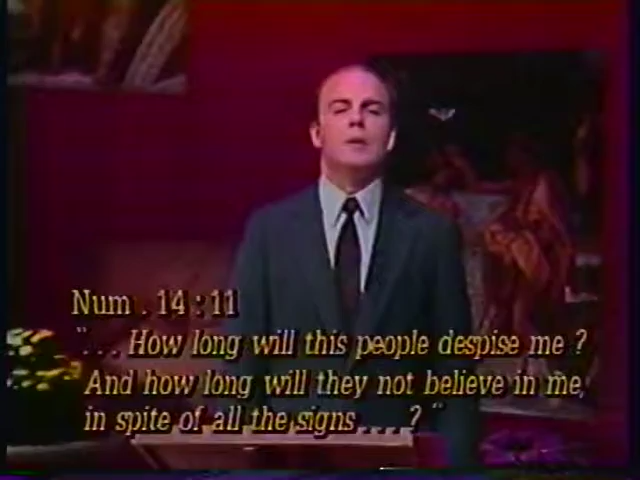 Num. 14:11
"... How long will this people despise me?
And how long will they not believe in me,
in spite of all the signs....?"